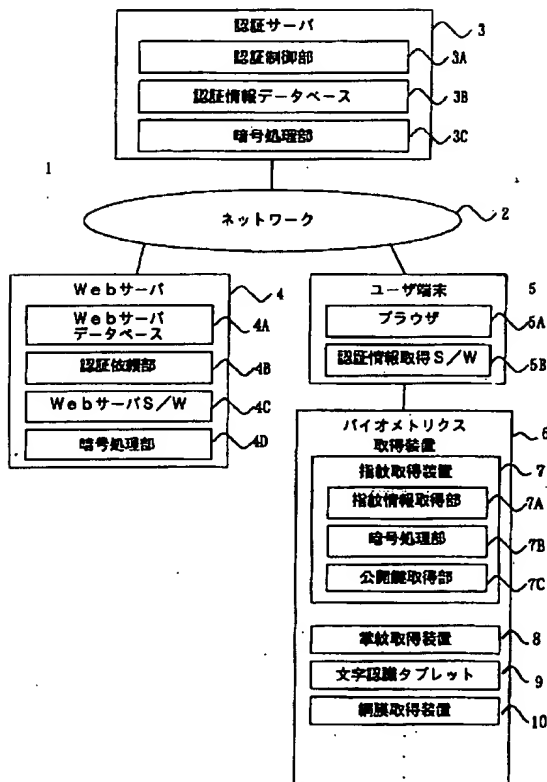 認証サーバ
3
認証制御部
3A
認証情報データベース
3B
暗号処理部
3C
1
ネットワーク
2
Webサーバ
4
Webサーバ
データベース
4A
認証依頼部
4B
WebサーバS/W
4C
暗号処理部
4D
ユーザ端末
5
ブラウザ
5A
認証情報取得S/W
5B
バイオメトリクス
取得装置
6
指紋取得装置
7
指紋情報取得部
7A
暗号処理部
7B
公開鍵取得部
7C
掌紋取得装置
8
文字認識タブレット
9
網膜取得装置
10